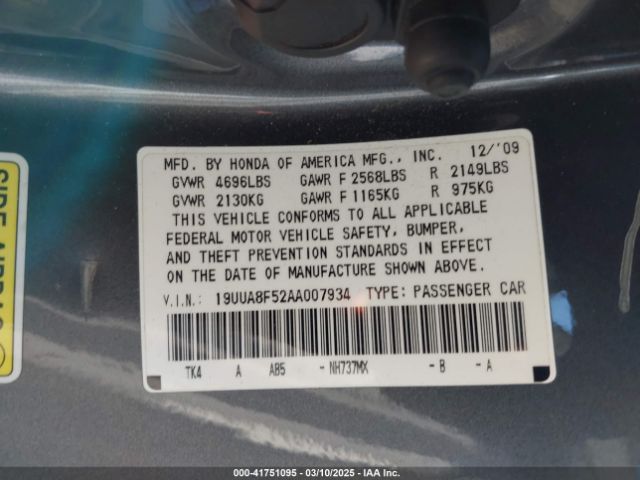 MFD. BY HONDA OF AMERICA MFG., INC. 12/'09
GVWR 4696LBS GAWR F 2568LBS R 2149LBS
GVWR 2130KG GAWR F 1165KG R 975KG
THIS VEHICLE CONFORMS TO ALL APPLICABLE
FEDERAL MOTOR VEHICLE SAFETY, BUMPER,
AND THEFT PREVENTION STANDARDS IN EFFECT
ON THE DATE OF MANUFACTURE SHOWN ABOVE.
V.I.N.: 19UUA8F52AA007934 TYPE: PASSENGER CAR
TK4 A AB5 - NH737MX - B - A
SIDE
000-41751095 - 03/10/2025 - IAA Inc.